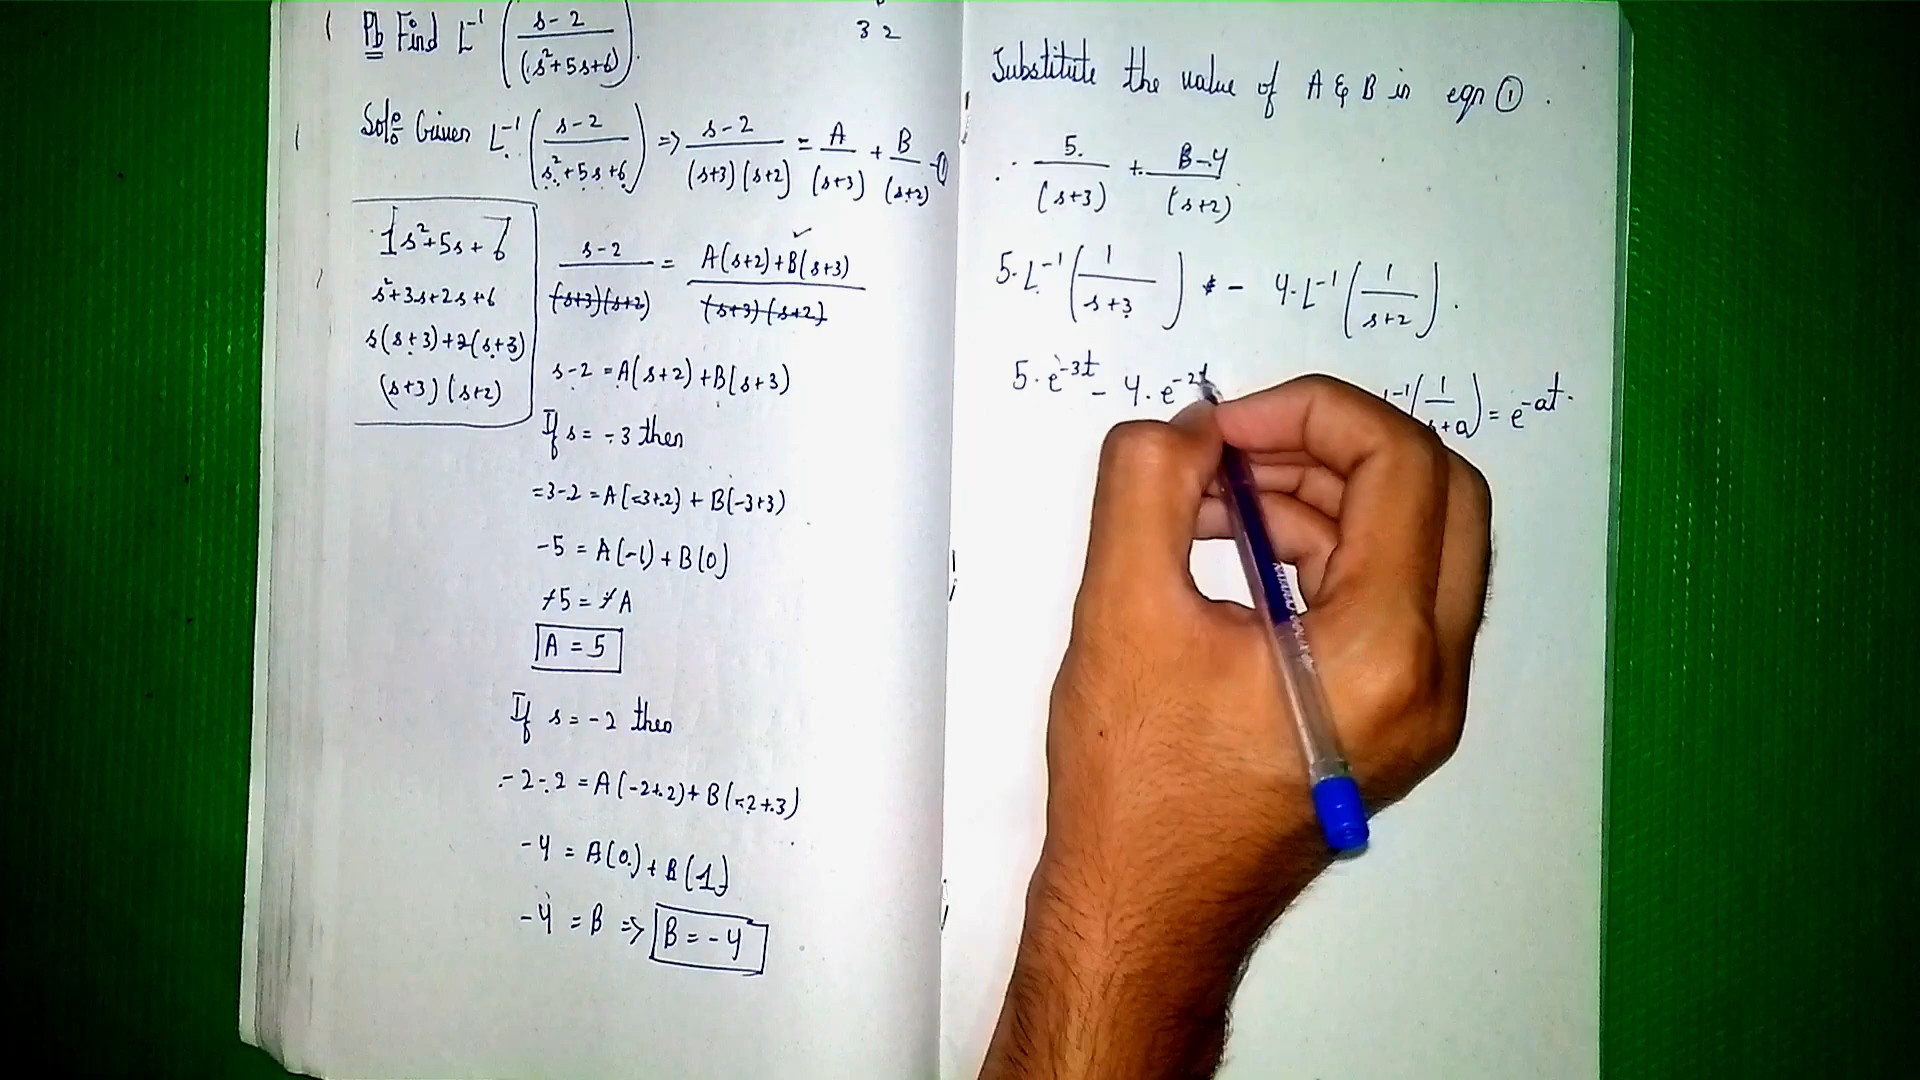 Pb Find L⁻¹ ( s-2 / (s²+5s+6) ).
3 2
Sol: Given L⁻¹ ( s-2 / s²+5s+6 ) => s-2 / (s+3)(s+2) = A / (s+3) + B / (s+2) -①
1s²+5s+6
s²+3s+2s+6
s(s+3)+2(s+3)
(s+3)(s+2)
s-2 / (s+3)(s+2) = A(s+2)+B(s+3) / (s+3)(s+2)
s-2 = A(s+2)+B(s+3)
If s = -3 then
-3-2 = A(-3+2) + B(-3+3)
-5 = A(-1)+B(0)
-5 = -A
A = 5
If s = -2 then
-2-2 = A(-2+2)+B(-2+3)
-4 = A(0)+B(1)
-4 = B => B = -4
Substitute the value of A & B in eqn ① .
5 / (s+3) + -4 / (s+2)
5. L⁻¹ ( 1 / s+3 ) - 4. L⁻¹ ( 1 / s+2 ) .
5. e⁻³ᵗ - 4. e⁻²ᵗ
L⁻¹ ( 1 / s+a ) = e⁻ᵃᵗ.